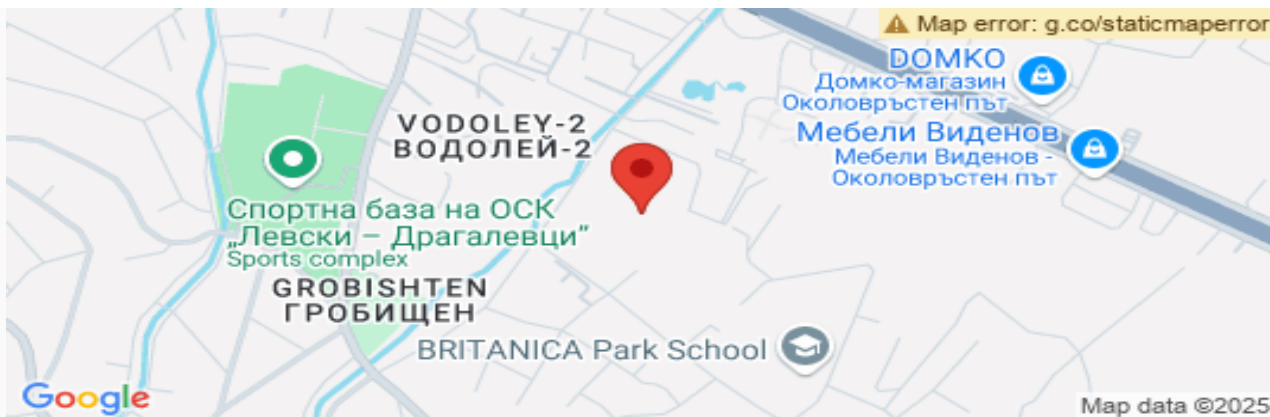 Map error: g.co/staticmaperror
DOMKO
Домко-магазин
Околовръстен път
VODOLEY-2
ВОДОЛЕЙ-2
Мебели Виденов
Мебели Виденов -
Околовръстен път
Спортна база на ОСК
„Левски – Драгалевци”
Sports complex
GROBISHTEN
ГРОБИЩЕН
BRITANICA Park School
Google
Map data ©2025